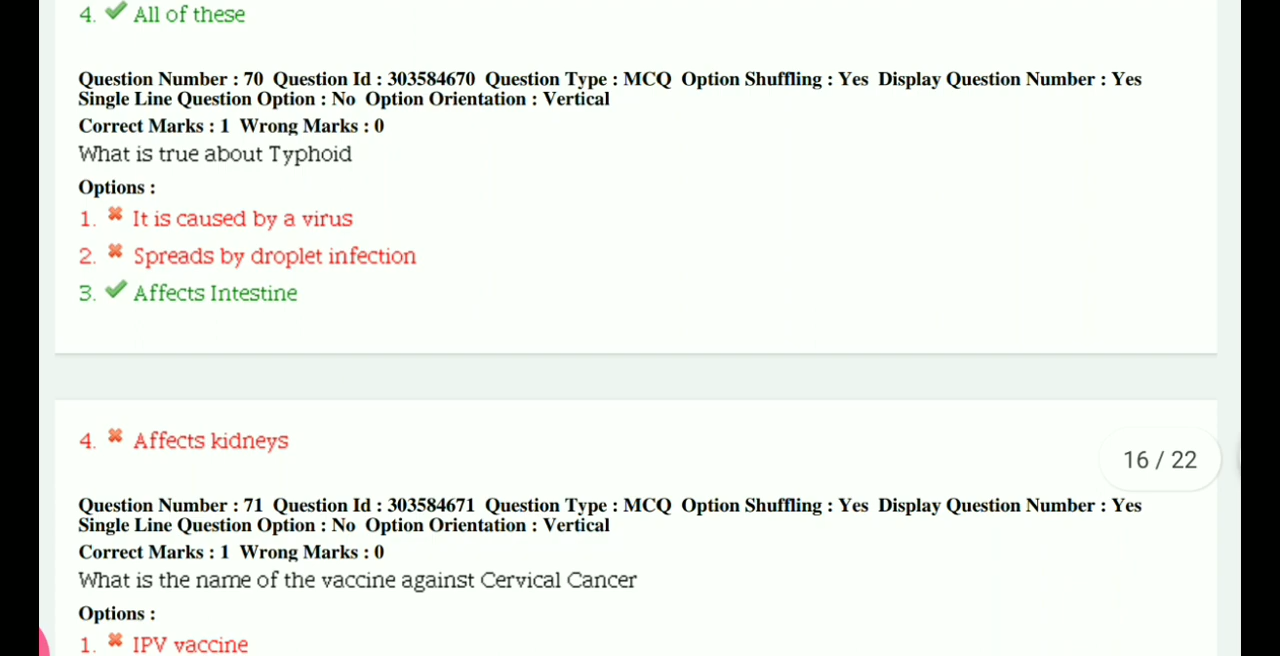 4. All of these
Question Number : 70 Question Id : 303584670 Question Type : MCQ Option Shuffling : Yes Display Question Number : Yes
Single Line Question Option : No Option Orientation : Vertical
Correct Marks : 1 Wrong Marks : 0
What is true about Typhoid
Options :
1. It is caused by a virus
2. Spreads by droplet infection
3. Affects Intestine
4. Affects kidneys
16 / 22
Question Number : 71 Question Id : 303584671 Question Type : MCQ Option Shuffling : Yes Display Question Number : Yes
Single Line Question Option : No Option Orientation : Vertical
Correct Marks : 1 Wrong Marks : 0
What is the name of the vaccine against Cervical Cancer
Options :
1. IPV vaccine